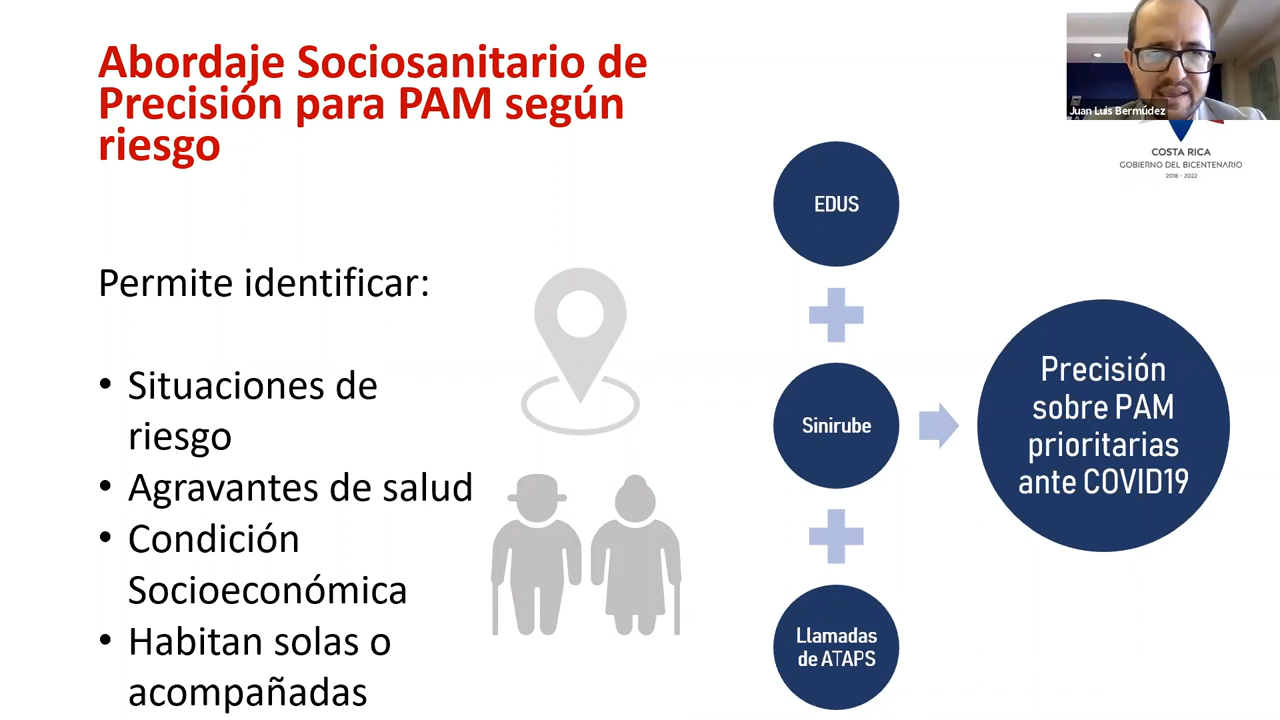 Abordaje Sociosanitario de
Precisión para PAM según
riesgo
Permite identificar:
• Situaciones de
riesgo
• Agravantes de salud
• Condición
Socioeconómica
• Habitan solas o
acompañadas
EDUS
Sinirube
Llamadas
de ATAPS
Precisión
sobre PAM
prioritarias
ante COVID19
Juan Luis Bermúdez
COSTA RICA
GOBIERNO DEL BICENTENARIO
2018 - 2022